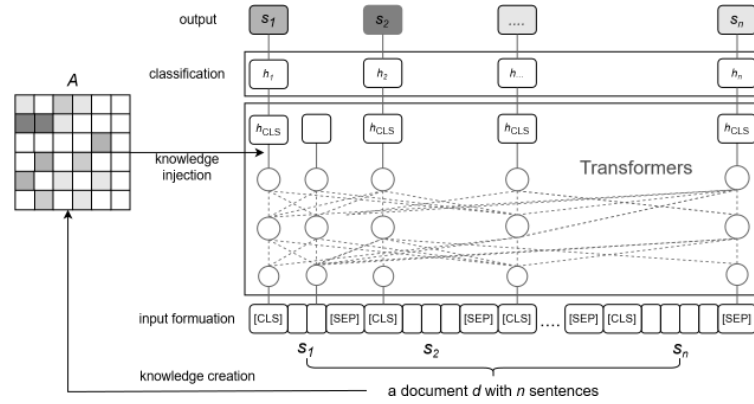 output s1 s2 .... sn
A
classification h1 h2 h... hn
hCLS hCLS hCLS hCLS
knowledge injection
Transformers
input formuation [CLS] [SEP] [CLS] [SEP] [CLS] .... [SEP] [CLS] [SEP]
s1 s2 sn
knowledge creation
a document d with n sentences